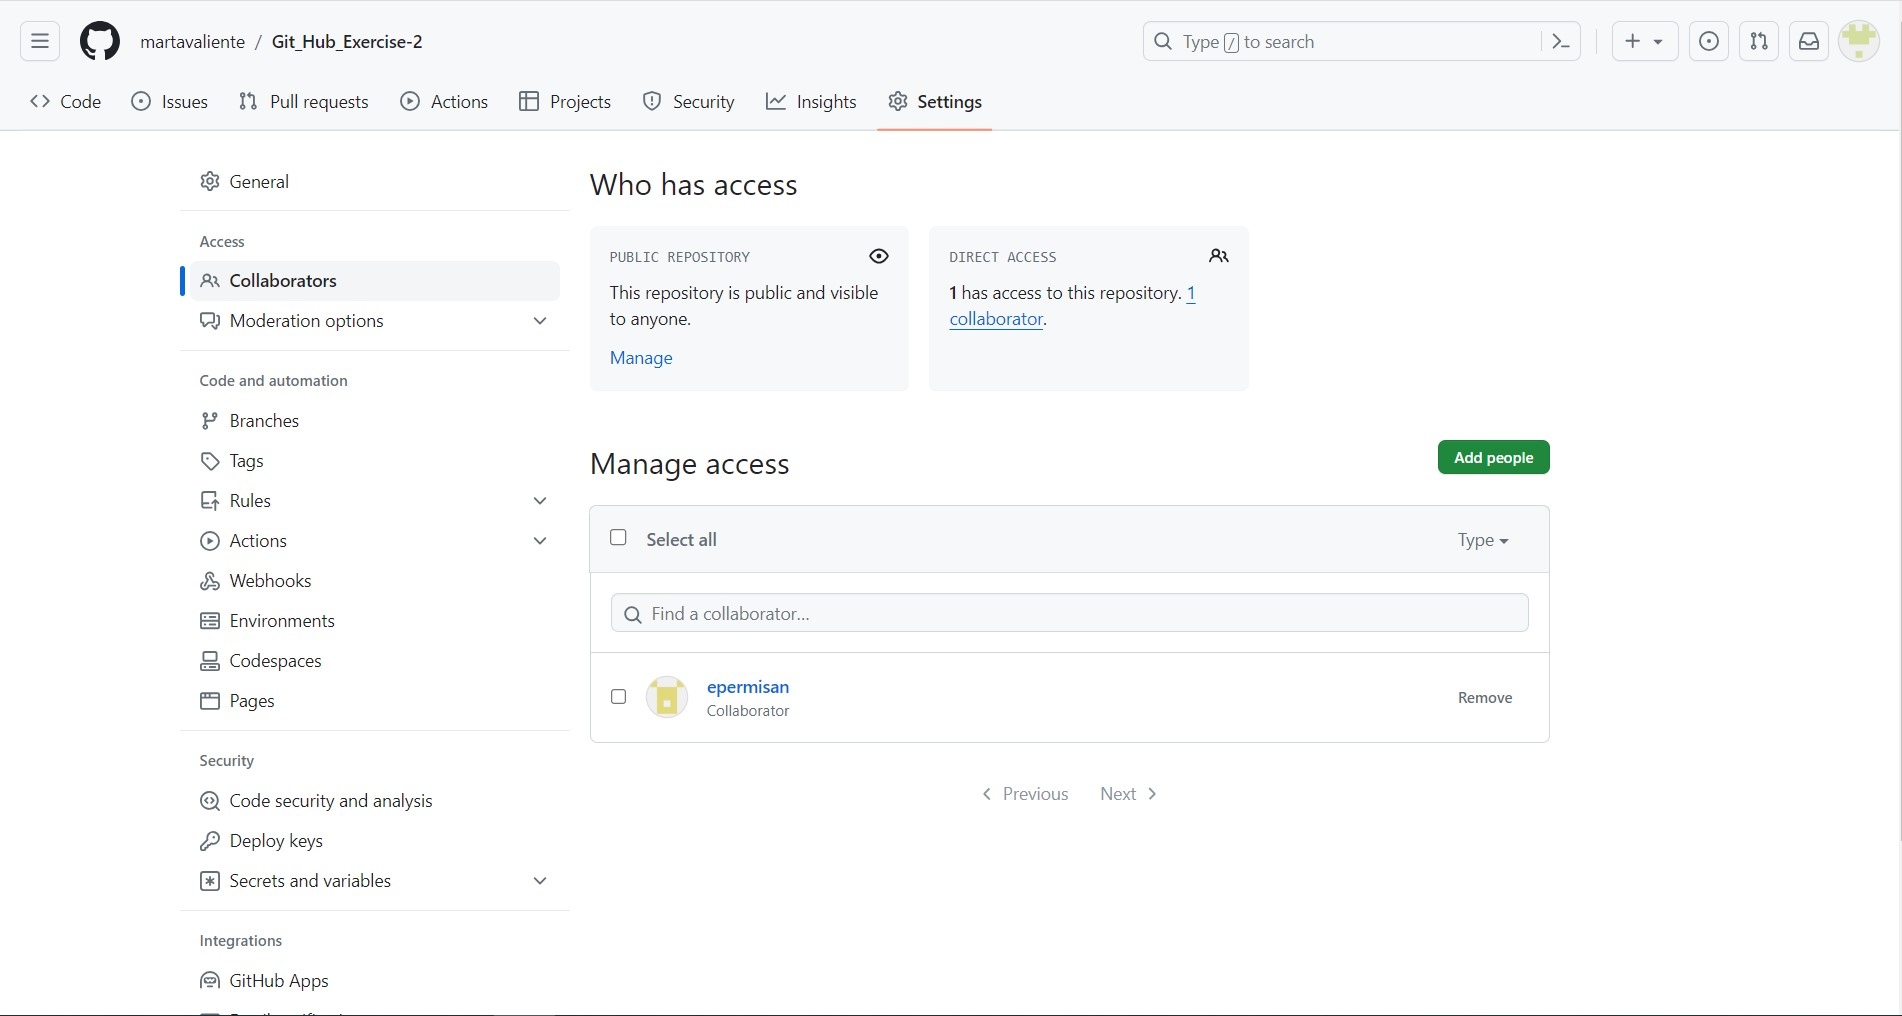 martavaliente / Git_Hub_Exercise-2
Type / to search
Code
Issues
Pull requests
Actions
Projects
Security
Insights
Settings
General
Access
Collaborators
Moderation options
Code and automation
Branches
Tags
Rules
Actions
Webhooks
Environments
Codespaces
Pages
Security
Code security and analysis
Deploy keys
Secrets and variables
Integrations
GitHub Apps
Who has access
PUBLIC REPOSITORY
This repository is public and visible
to anyone.
Manage
DIRECT ACCESS
1 has access to this repository. 1
collaborator.
Manage access
Add people
Select all
Type
Find a collaborator...
epermisan
Collaborator
Remove
Previous
Next